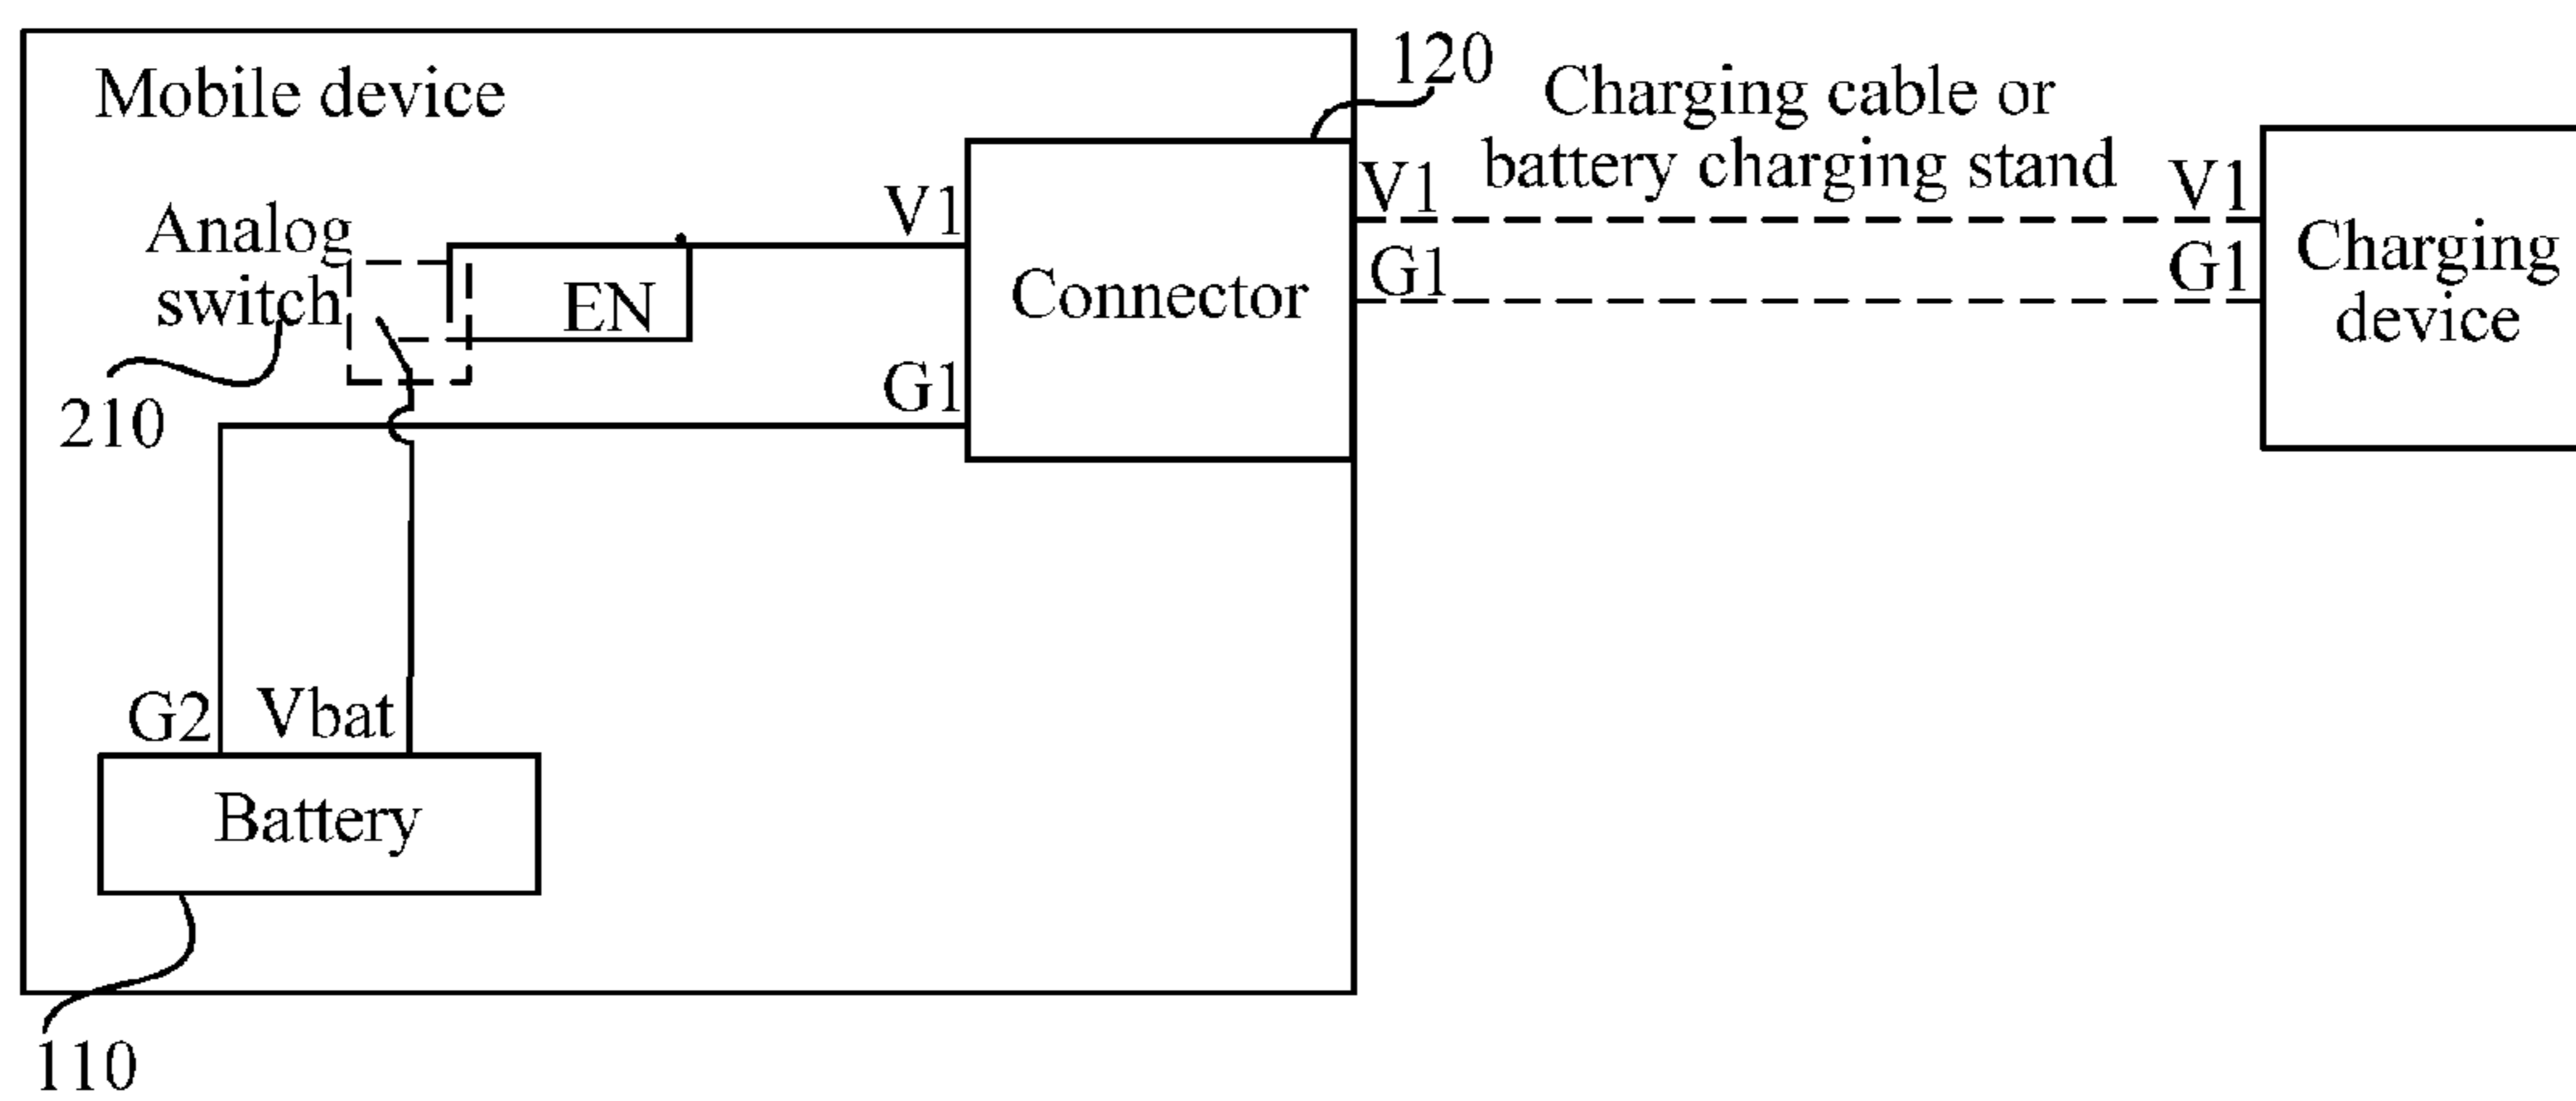 Mobile device
120
Charging cable or
battery charging stand
V1
V1
V1
Analog
switch
EN
Connector
G1
G1
Charging
device
G1
210
G2
Vbat
Battery
110